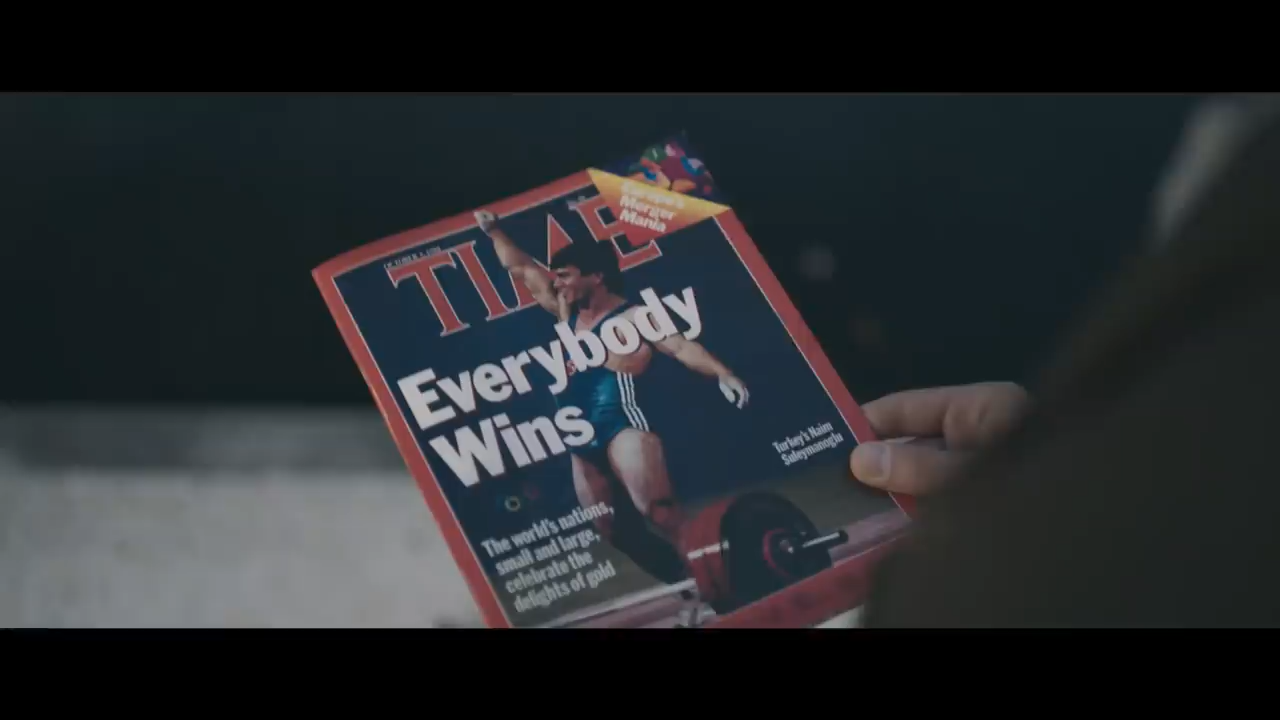 TIME
Europe's
Merger
Mania
Everybody
Wins
Turkey's Naim
Suleymanoglu
The world's nations,
small and large,
celebrate the
delights of gold